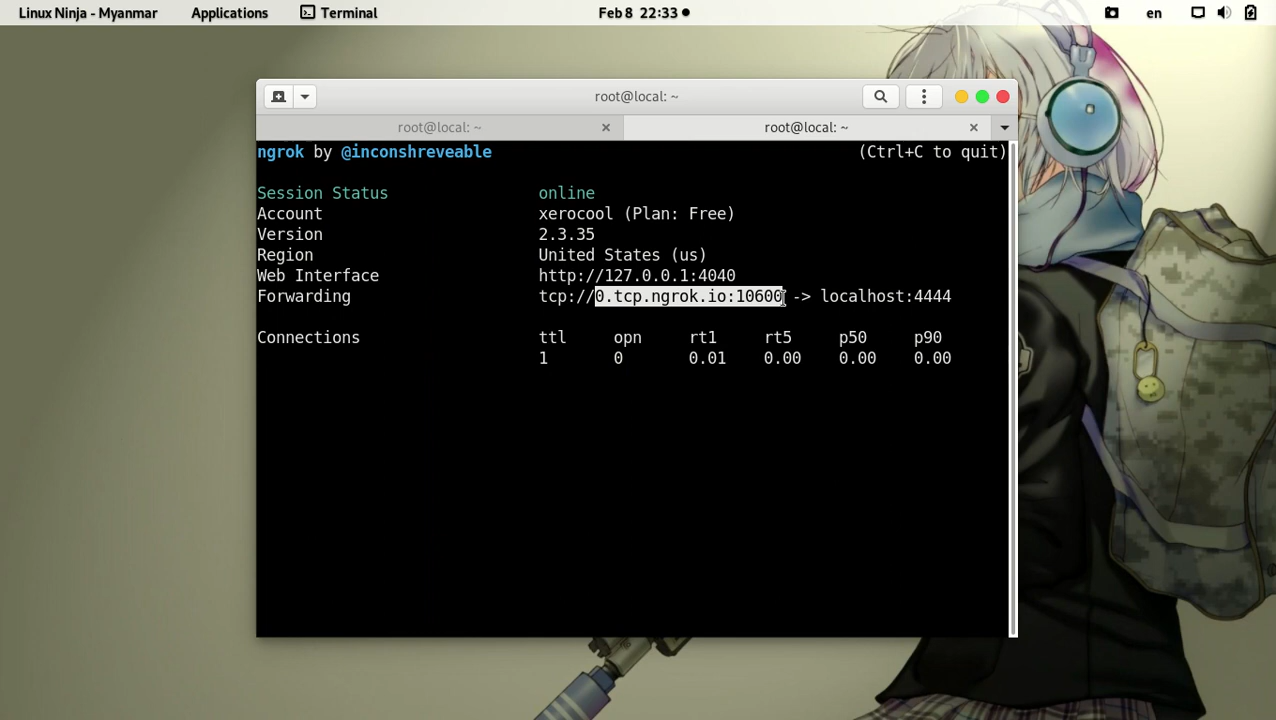 Linux Ninja - Myanmar Applications Terminal Feb 8 22:33 en
root@local: ~
root@local: ~ root@local: ~
ngrok by @inconshreveable (Ctrl+C to quit)
Session Status online
Account xerocool (Plan: Free)
Version 2.3.35
Region United States (us)
Web Interface http://127.0.0.1:4040
Forwarding tcp://0.tcp.ngrok.io:10600 -> localhost:4444
Connections ttl opn rt1 rt5 p50 p90
1 0 0.01 0.00 0.00 0.00